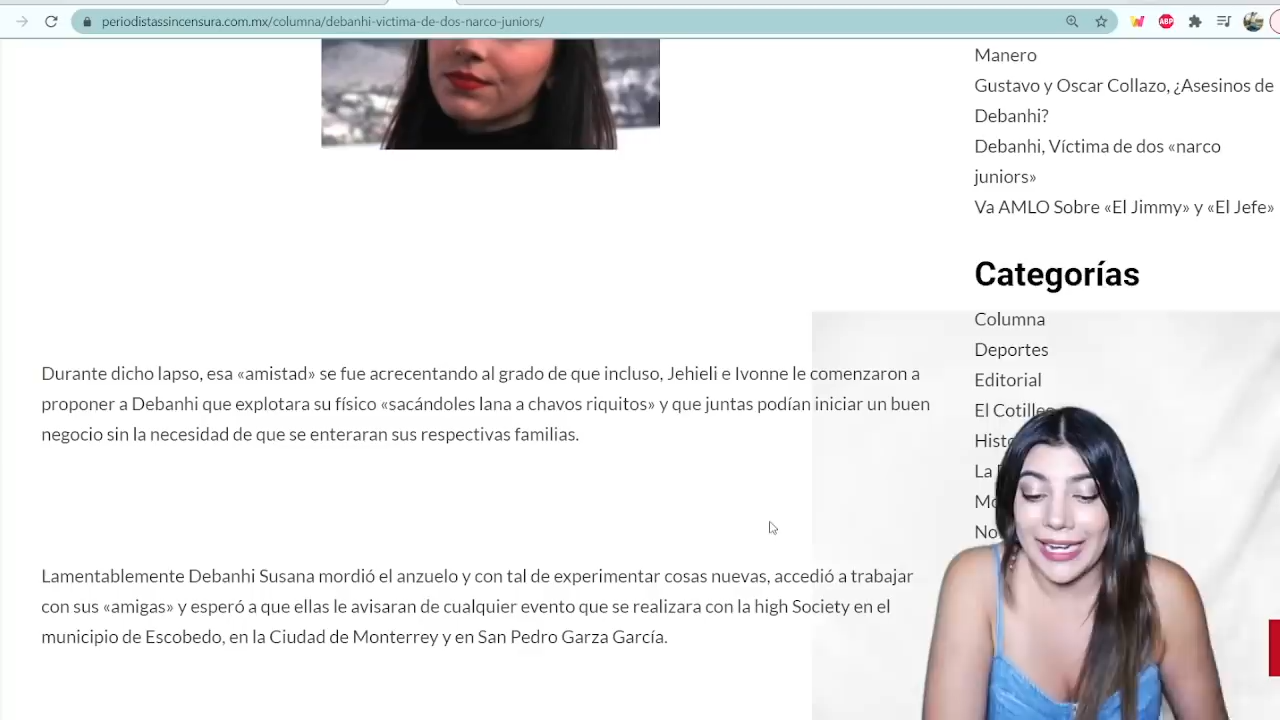 periodistassincensura.com.mx/columna/debanhi-victima-de-dos-narco-juniors/
ABP
Manero
Gustavo y Oscar Collazo, ¿Asesinos de
Debanhi?
Debanhi, Víctima de dos «narco
juniors»
Va AMLO Sobre «El Jimmy» y «El Jefe»
Categorías
Columna
Deportes
Editorial
El Cotilleo
Durante dicho lapso, esa «amistad» se fue acrecentando al grado de que incluso, Jehieli e Ivonne le comenzaron a
proponer a Debanhi que explotara su físico «sacándoles lana a chavos riquitos» y que juntas podían iniciar un buen
negocio sin la necesidad de que se enteraran sus respectivas familias.
Lamentablemente Debanhi Susana mordió el anzuelo y con tal de experimentar cosas nuevas, accedió a trabajar
con sus «amigas» y esperó a que ellas le avisaran de cualquier evento que se realizara con la high Society en el
municipio de Escobedo, en la Ciudad de Monterrey y en San Pedro Garza García.